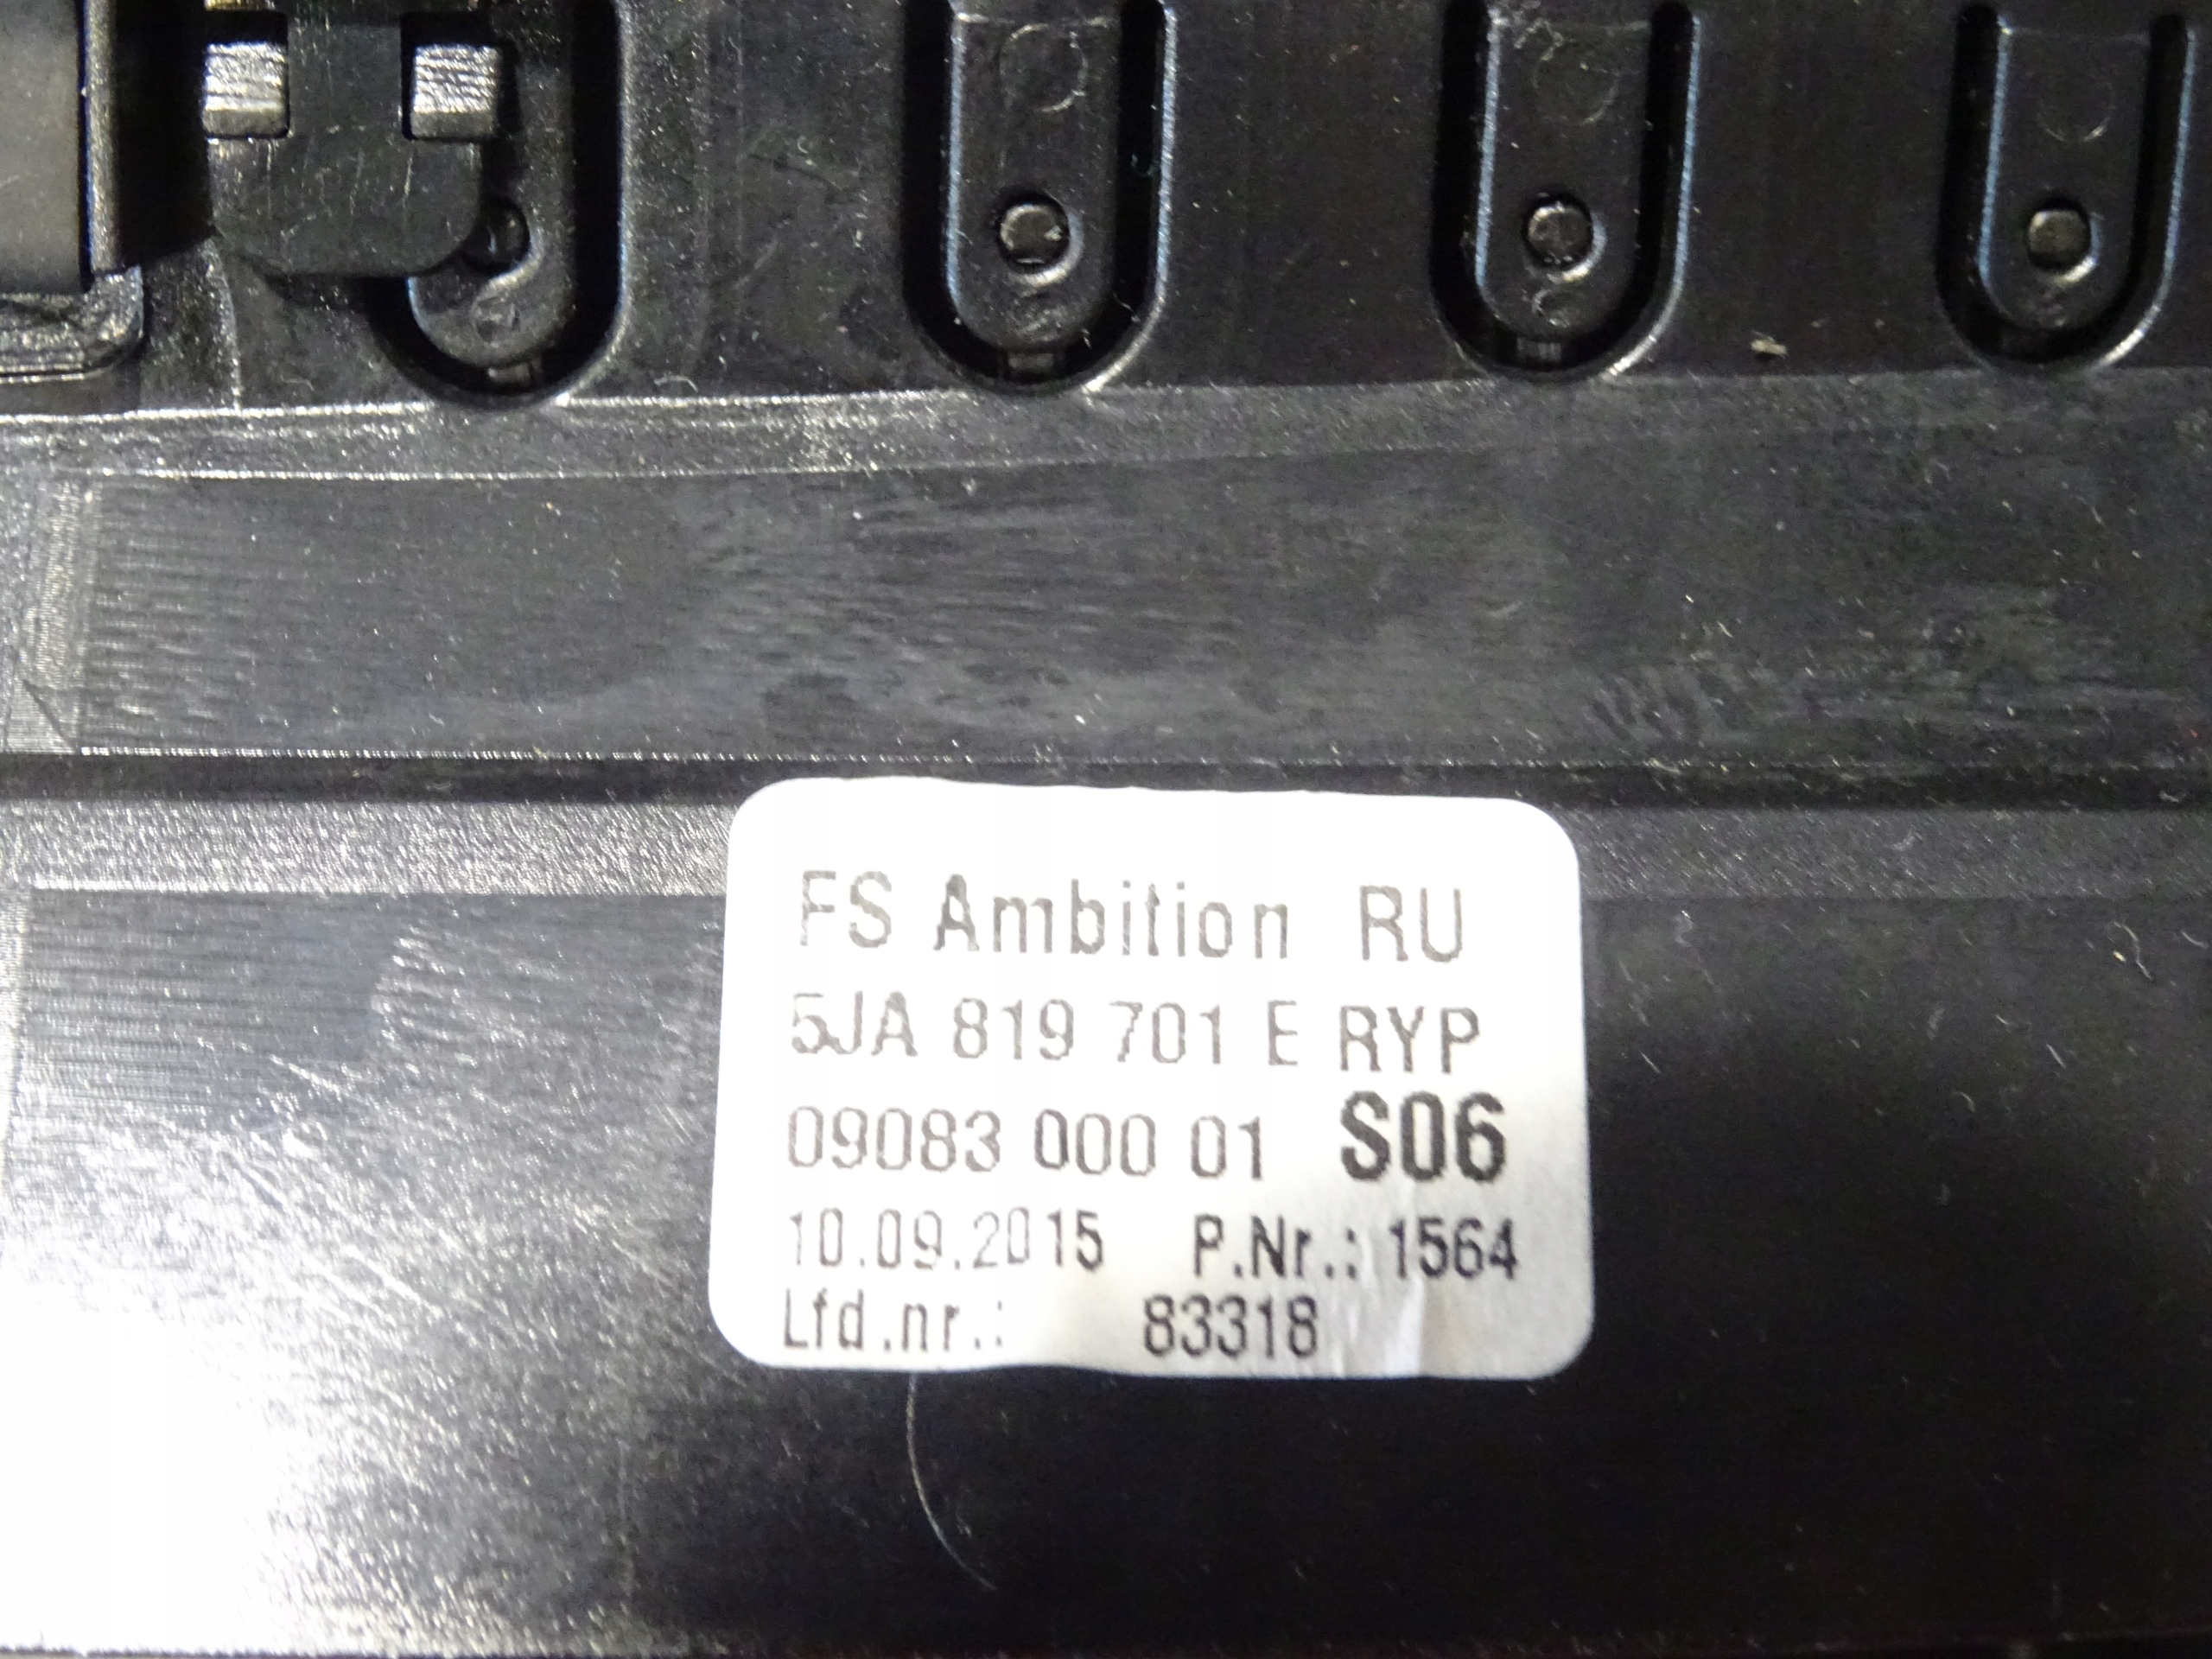 FS Ambition RU
5JA 819 701 E RYP
09083 000 01 S06
10.09.2015 P.Nr.: 1564
Lfd.nr.: 83318